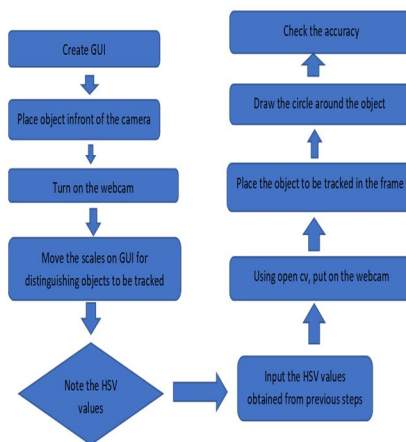 Create GUI
Place object infront of the camera
Turn on the webcam
Move the scales on GUI for
distinguishing objects to be tracked
Note the HSV
values
Input the HSV values
obtained from previous steps
Using open cv, put on the webcam
Place the object to be tracked in the frame
Draw the circle around the object
Check the accuracy